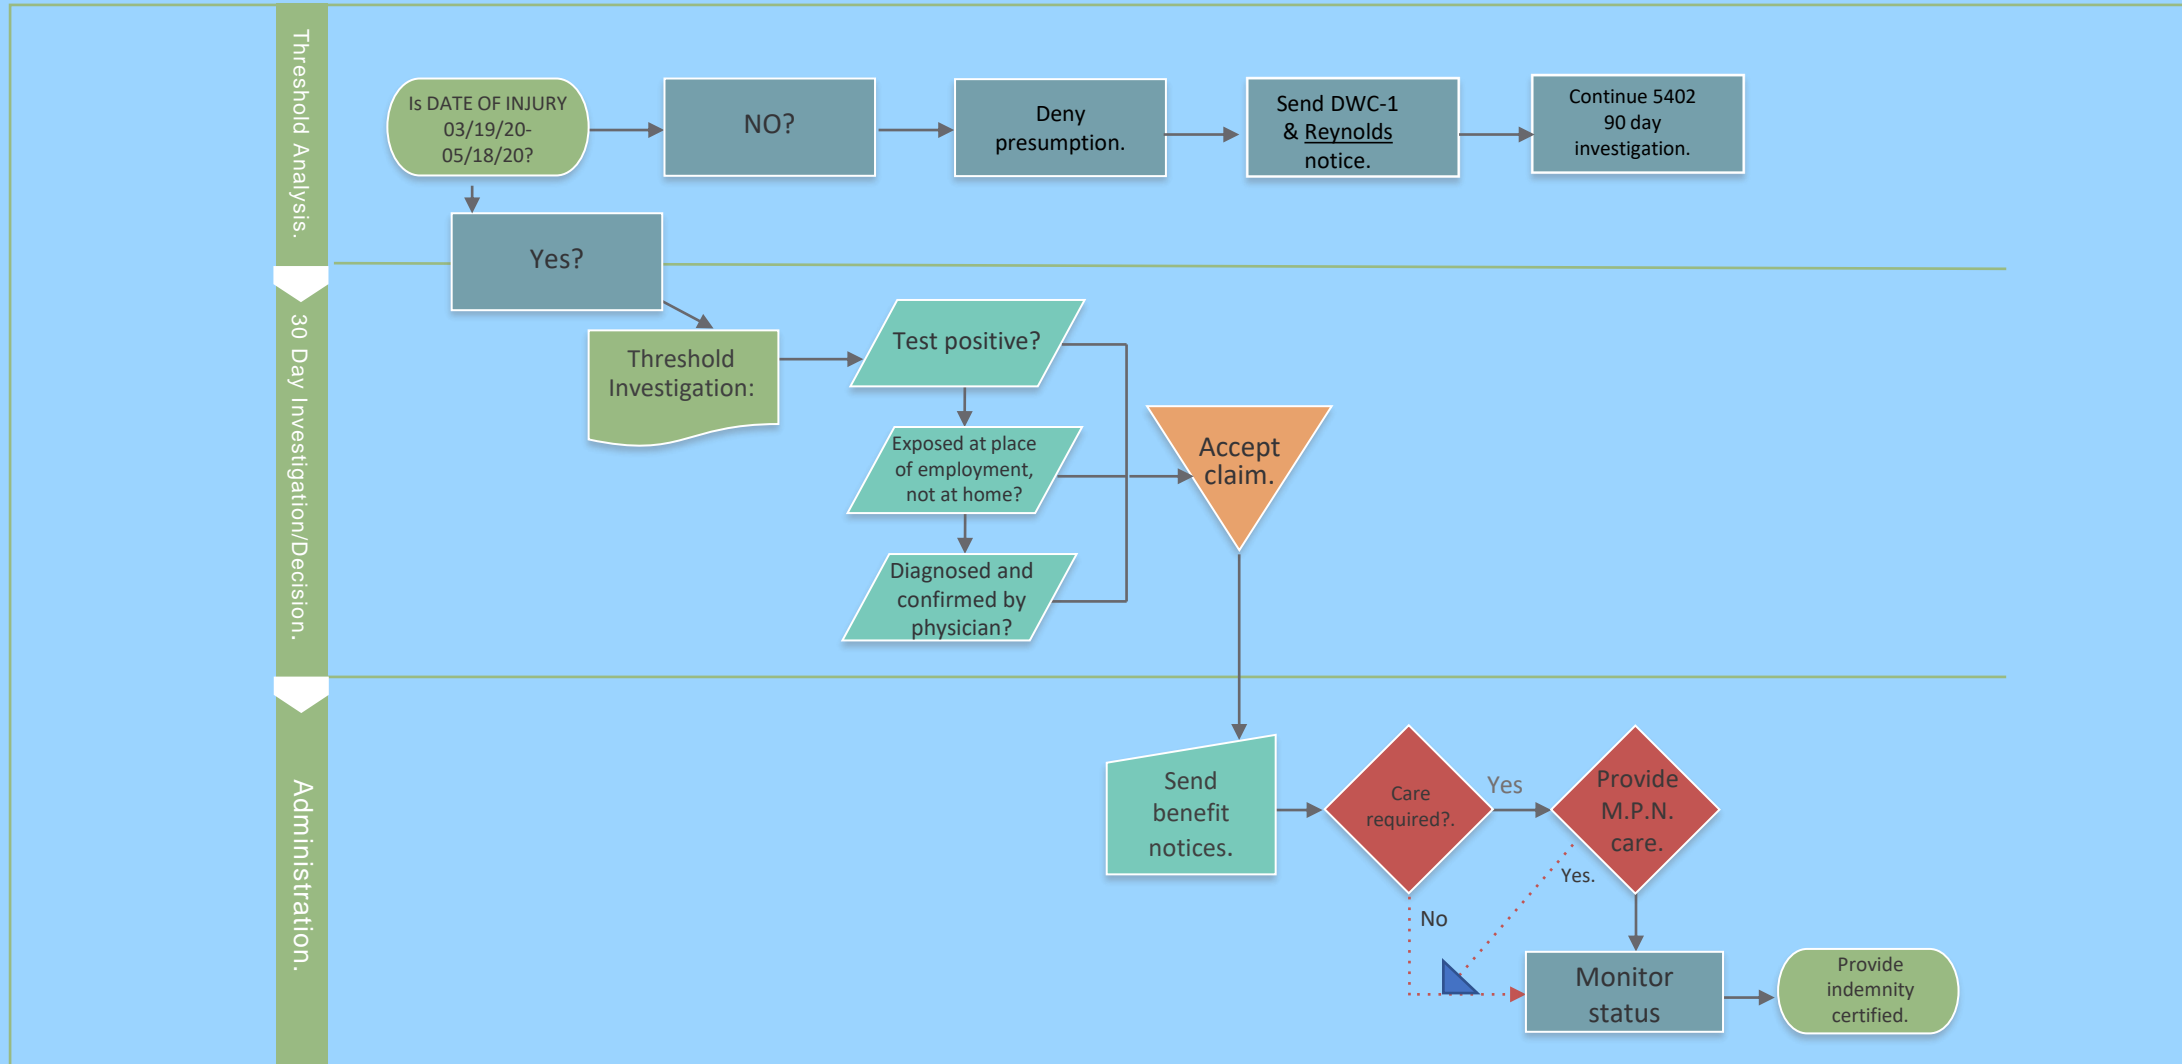 Threshold Analysis.
Is DATE OF INJURY
03/19/20-
05/18/20?
NO?
Deny
presumption.
Send DWC-1
& Reynolds
notice.
Continue 5402
90 day
investigation.
Yes?
30 Day Investigation/Decision.
Threshold
Investigation:
Test positive?
Exposed at place
of employment,
not at home?
Diagnosed and
confirmed by
physician?
Accept
claim.
Administration.
Send
benefit
notices.
Care
required?.
Yes
Provide
M.P.N.
care.
Yes.
No
Monitor
status
Provide
indemnity
certified.